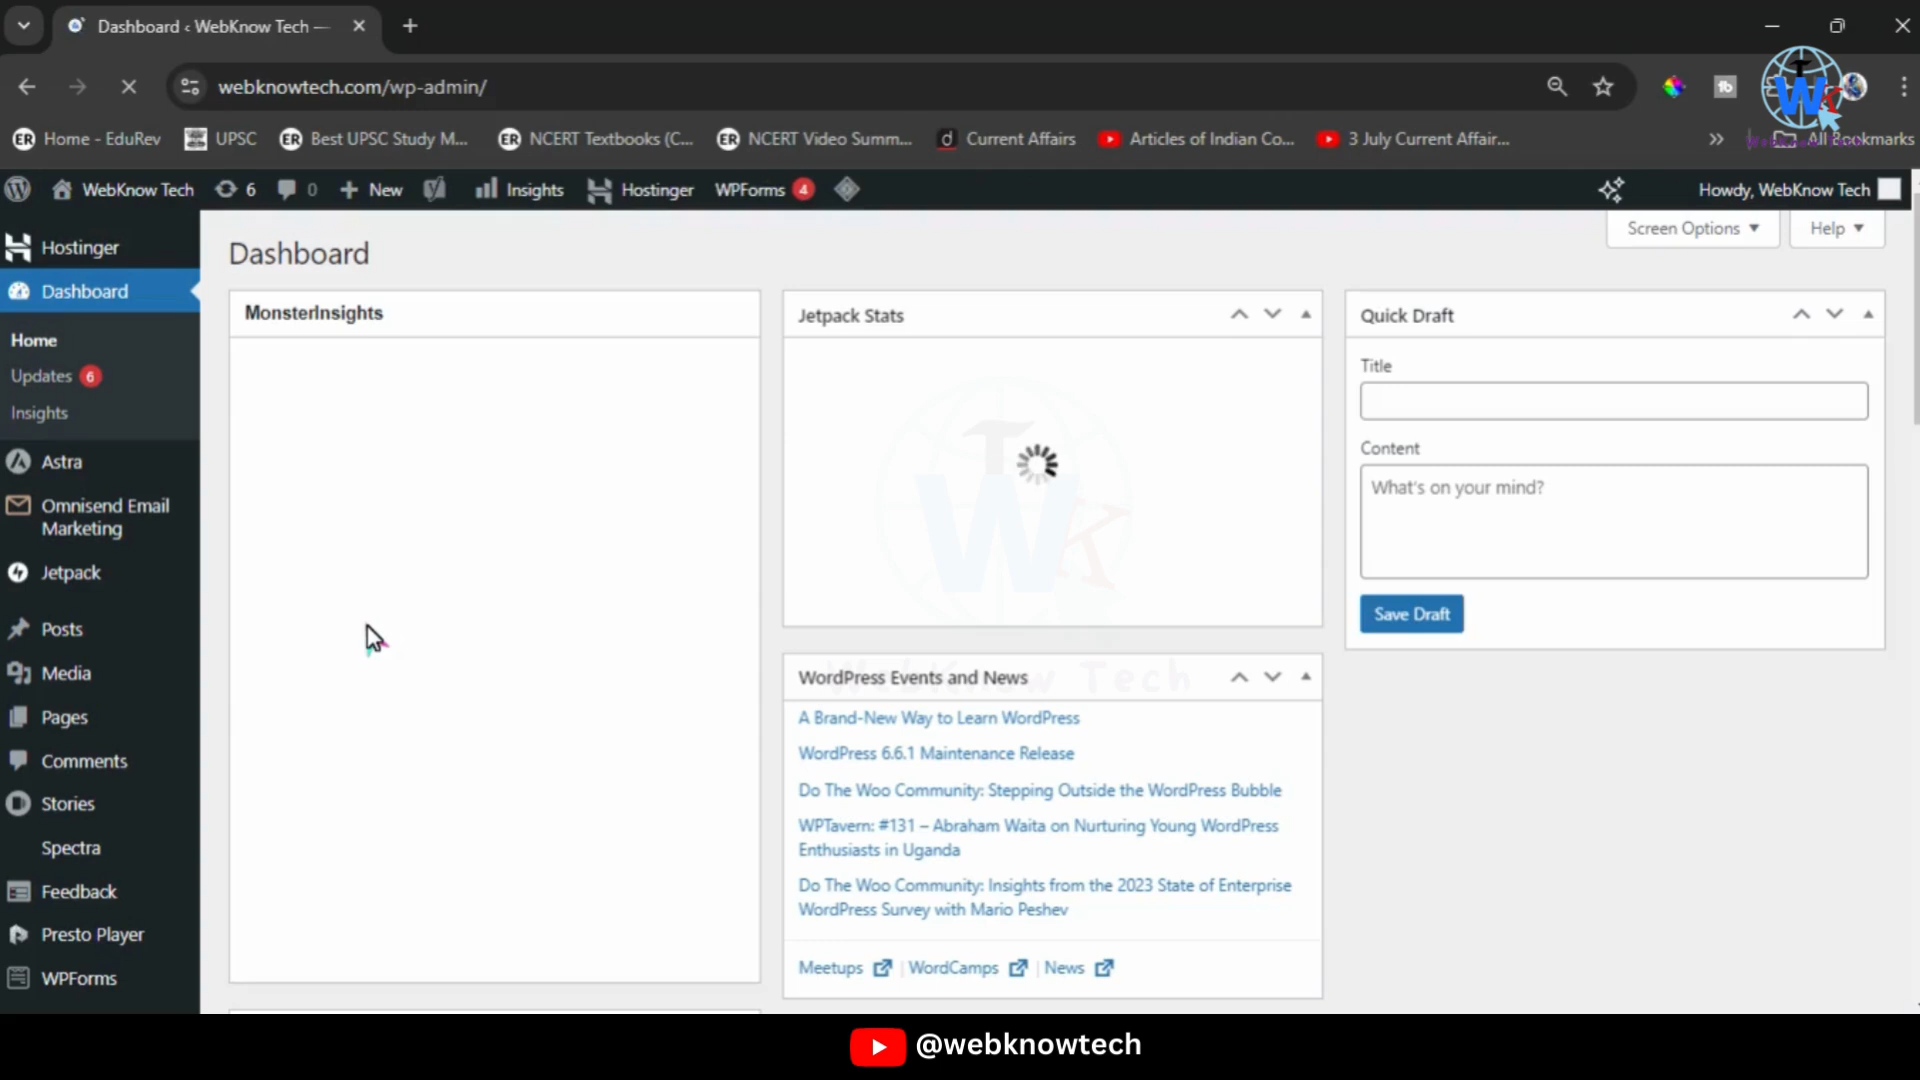 Dashboard ‹ WebKnow Tech —
webknowtech.com/wp-admin/
Home - EduRev
UPSC
Best UPSC Study M...
NCERT Textbooks (C...
NCERT Video Summ...
Current Affairs
Articles of Indian Co...
3 July Current Affair...
All Bookmarks
WebKnow Tech
6
0
New
Insights
Hostinger
WPForms 4
Howdy, WebKnow Tech
Screen Options
Help
Hostinger
Dashboard
Home
Updates 6
Insights
Astra
Omnisend Email
Marketing
Jetpack
Posts
Media
Pages
Comments
Stories
Spectra
Feedback
Presto Player
WPForms
Dashboard
MonsterInsights
Jetpack Stats
WordPress Events and News
A Brand-New Way to Learn WordPress
WordPress 6.6.1 Maintenance Release
Do The Woo Community: Stepping Outside the WordPress Bubble
WPTavern: #131 – Abraham Waita on Nurturing Young WordPress
Enthusiasts in Uganda
Do The Woo Community: Insights from the 2023 State of Enterprise
WordPress Survey with Mario Peshev
Meetups | WordCamps | News
Quick Draft
Title
Content
What's on your mind?
Save Draft
WebKnow Tech
@webknowtech